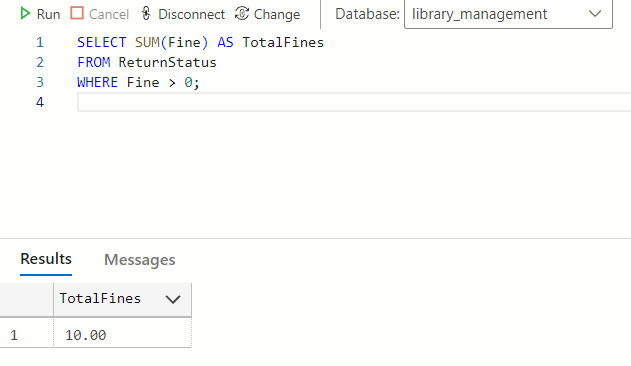 Run Cancel Disconnect Change Database: library_management
1 SELECT SUM(Fine) AS TotalFines
2 FROM ReturnStatus
3 WHERE Fine > 0;
4
Results Messages
TotalFines
1 10.00